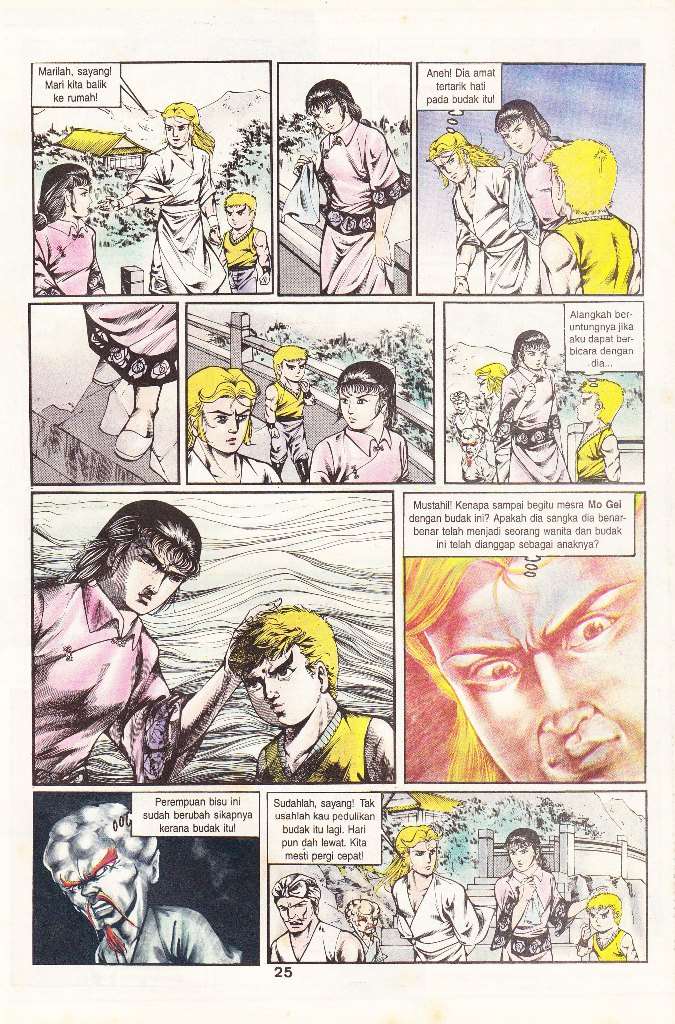 Marilah, sayang!
Mari kita balik
ke rumah!
Aneh! Dia amat
tertarik hati
pada budak itu!
Alangkah ber-
untungnya jika
aku dapat ber-
bicara dengan
dia...
Mustahil! Kenapa sampai begitu mesra Mo Gei
dengan budak ini? Apakah dia sangka dia benar-
benar telah menjadi seorang wanita dan budak
ini telah dianggap sebagai anaknya?
Perempuan bisu ini
sudah berubah sikapnya
kerana budak itu!
Sudahlah, sayang! Tak
usahlah kau pedulikan
budak itu lagi. Hari
pun dah lewat. Kita
mesti pergi cepat!
25